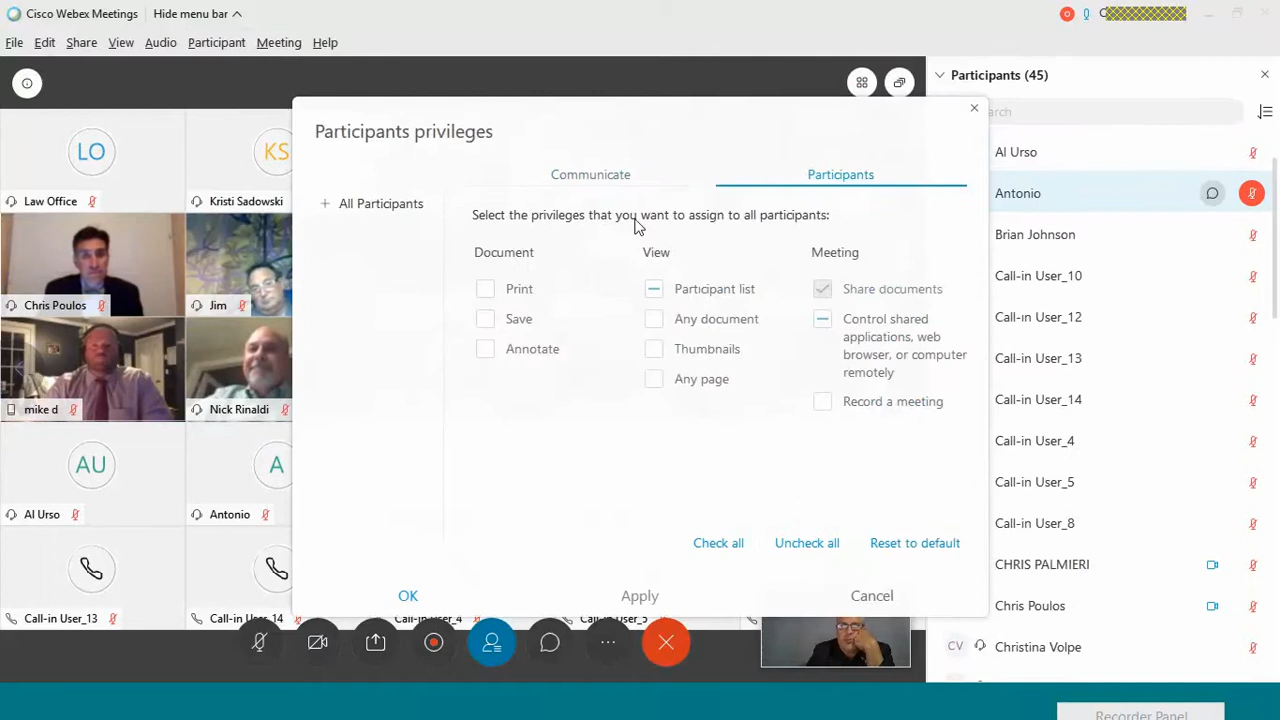 Cisco Webex Meetings Hide menu bar
File Edit Share View Audio Participant Meeting Help
Participants (45)
LO
Law Office
KS
Kristi Sadowski
Chris Poulos
Jim
mike d
Nick Rinaldi
AU
Al Urso
A
Antonio
Call-in User_13
Call-in User_14
Call-in User_4
Call-in User_5
Participants privileges
Communicate Participants
All Participants
Select the privileges that you want to assign to all participants:
Document
Print
Save
Annotate
View
Participant list
Any document
Thumbnails
Any page
Meeting
Share documents
Control shared
applications, web
browser, or computer
remotely
Record a meeting
Check all Uncheck all Reset to default
OK Apply Cancel
Al Urso
Antonio
Brian Johnson
Call-in User_10
Call-in User_12
Call-in User_13
Call-in User_14
Call-in User_4
Call-in User_5
Call-in User_8
CHRIS PALMIERI
Chris Poulos
CV Christina Volpe
Recorder Panel